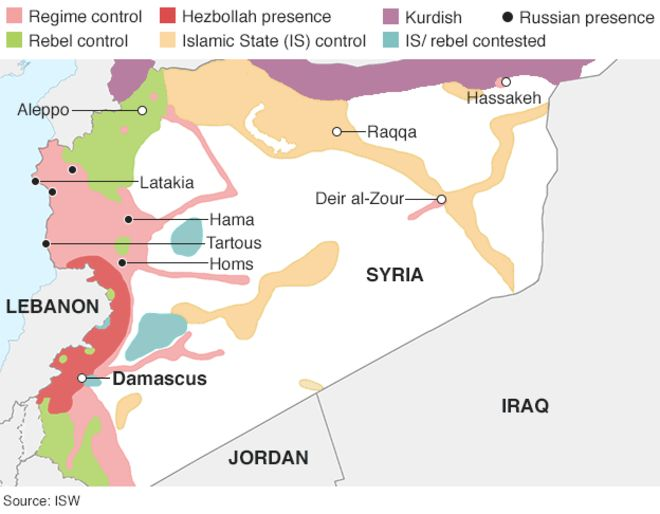 Regime control
Hezbollah presence
Kurdish
Russian presence
Rebel control
Islamic State (IS) control
IS/ rebel contested
Aleppo
Hassakeh
Raqqa
Latakia
Deir al-Zour
Hama
Tartous
Homs
SYRIA
LEBANON
Damascus
IRAQ
JORDAN
Source: ISW